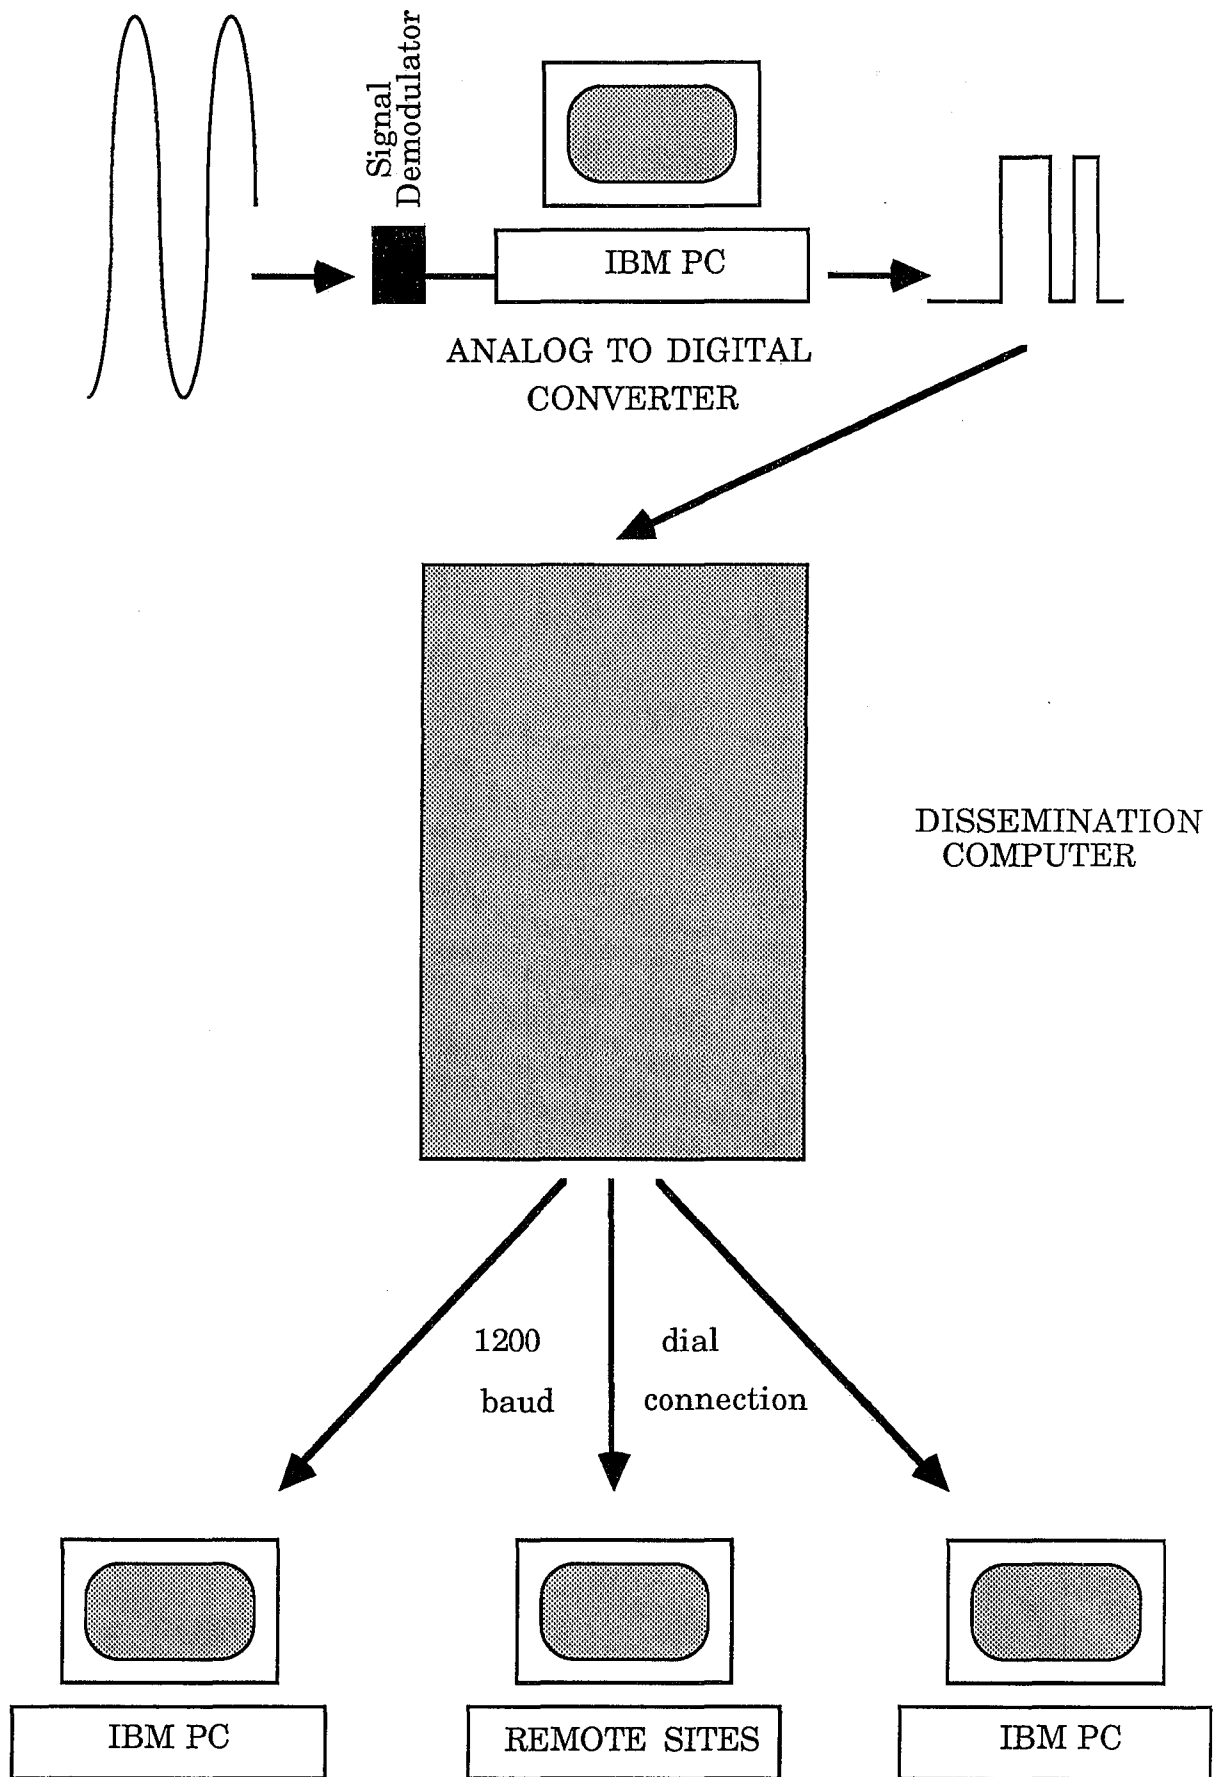 Signal
Demodulator
IBM PC
ANALOG TO DIGITAL
CONVERTER
DISSEMINATION
COMPUTER
1200
baud
dial
connection
IBM PC
REMOTE SITES
IBM PC